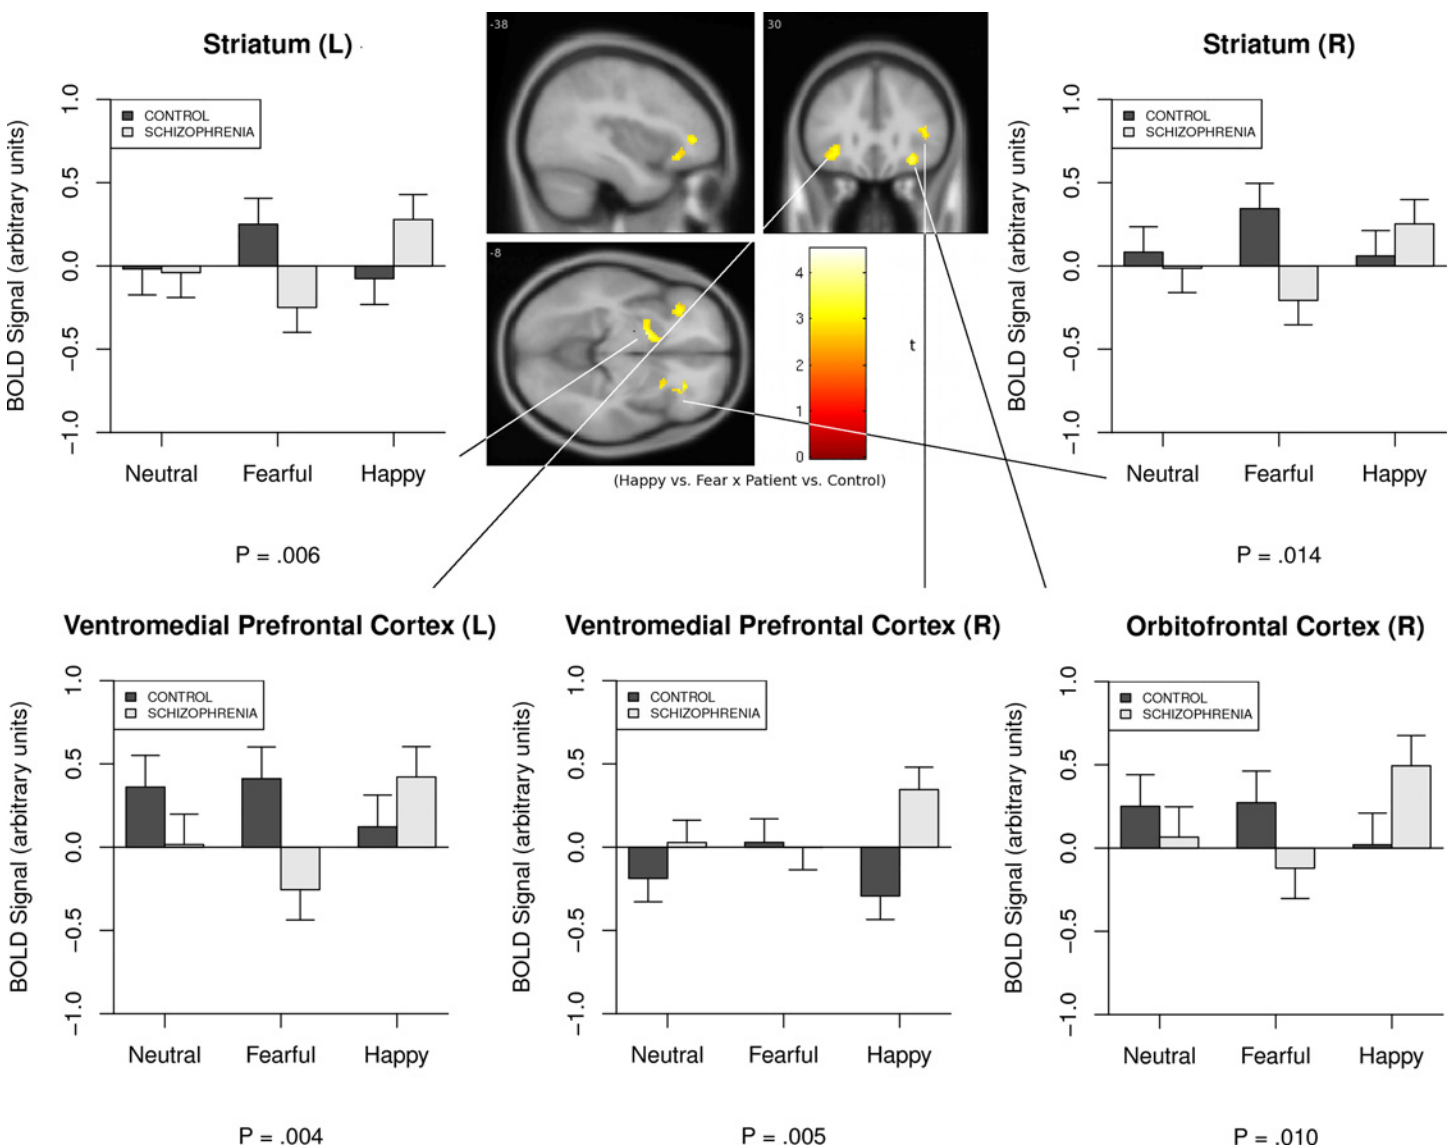 Striatum (L)
CONTROL
SCHIZOPHRENIA
BOLD Signal (arbitrary units)
1.0
0.5
0.0
−0.5
−1.0
Neutral Fearful Happy
P = .006
-38
30
-8
4
3
2
1
0
t
(Happy vs. Fear x Patient vs. Control)
Striatum (R)
CONTROL
SCHIZOPHRENIA
BOLD Signal (arbitrary units)
1.0
0.5
0.0
−0.5
−1.0
Neutral Fearful Happy
P = .014
Ventromedial Prefrontal Cortex (L)
CONTROL
SCHIZOPHRENIA
BOLD Signal (arbitrary units)
1.0
0.5
0.0
−0.5
−1.0
Neutral Fearful Happy
P = .004
Ventromedial Prefrontal Cortex (R)
CONTROL
SCHIZOPHRENIA
BOLD Signal (arbitrary units)
1.0
0.5
0.0
−0.5
−1.0
Neutral Fearful Happy
P = .005
Orbitofrontal Cortex (R)
CONTROL
SCHIZOPHRENIA
BOLD Signal (arbitrary units)
1.0
0.5
0.0
−0.5
−1.0
Neutral Fearful Happy
P = .010